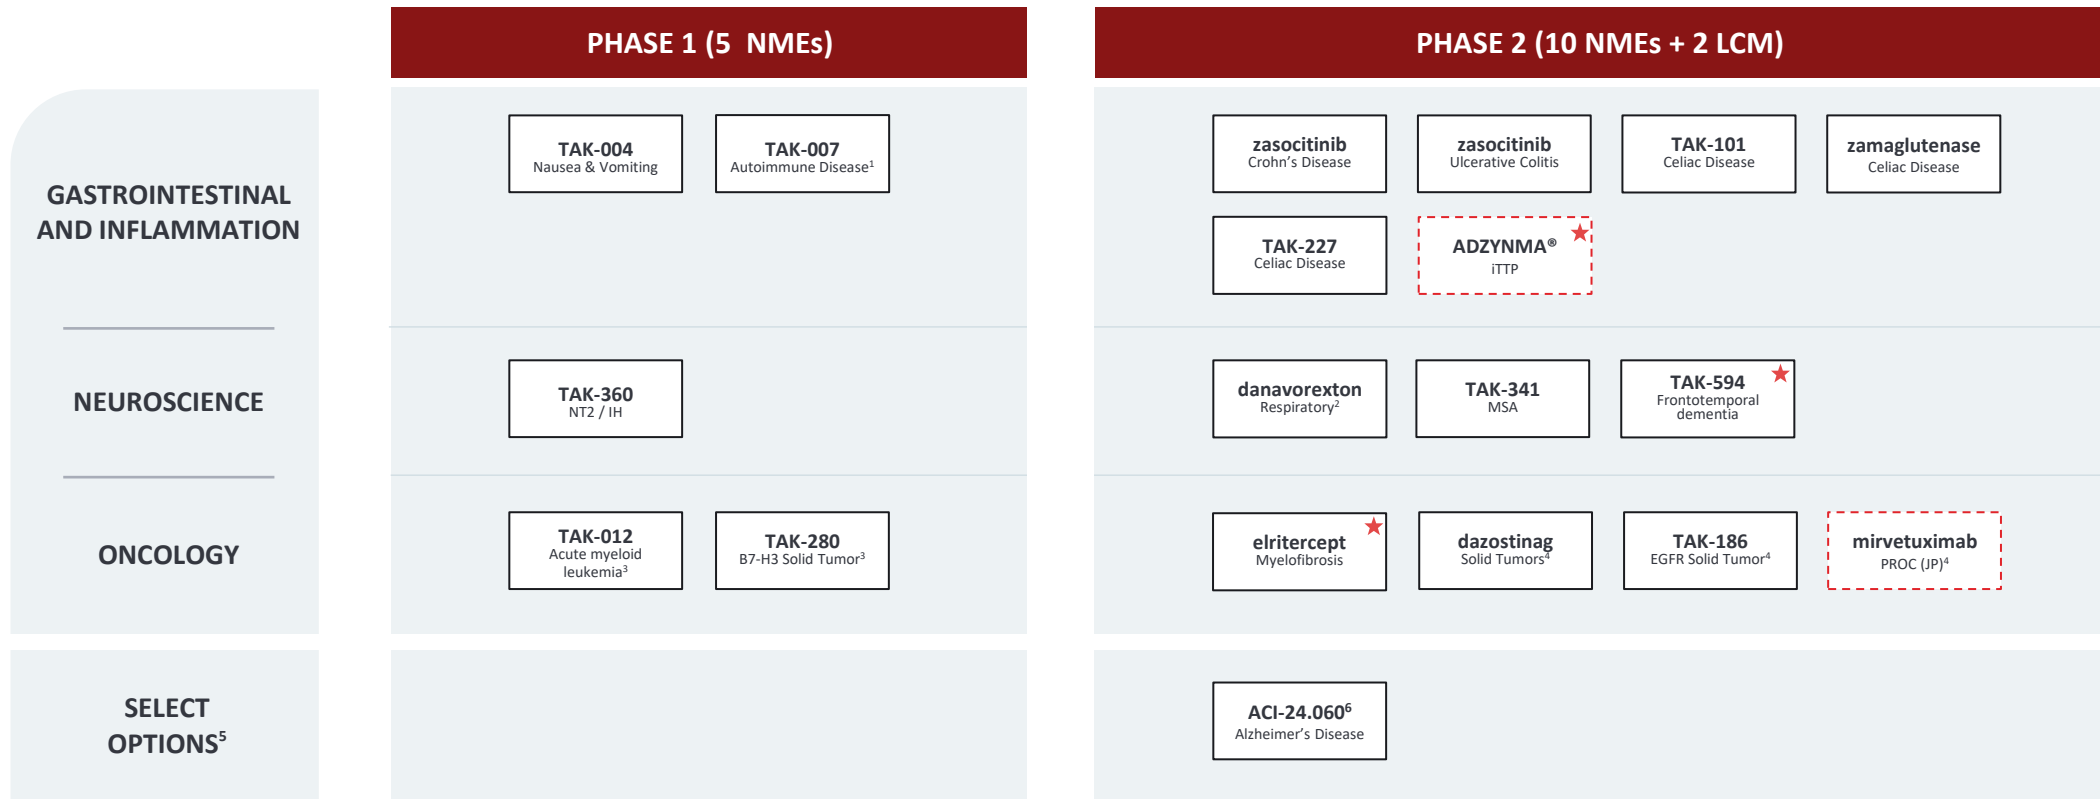 PHASE 1 (5 NMEs)
PHASE 2 (10 NMEs + 2 LCM)
GASTROINTESTINAL
AND INFLAMMATION
TAK-004
Nausea & Vomiting
TAK-007
Autoimmune Disease¹
zasocitinib
Crohn’s Disease
zasocitinib
Ulcerative Colitis
TAK-101
Celiac Disease
zamaglutenase
Celiac Disease
TAK-227
Celiac Disease
ADZYNMA®
iTTP
NEUROSCIENCE
TAK-360
NT2 / IH
danavorexton
Respiratory²
TAK-341
MSA
TAK-594
Frontotemporal
dementia
ONCOLOGY
TAK-012
Acute myeloid
leukemia³
TAK-280
B7-H3 Solid Tumor³
elritercept
Myelofibrosis
dazostinag
Solid Tumors⁴
TAK-186
EGFR Solid Tumor⁴
mirvetuximab
PROC (JP)⁴
SELECT
OPTIONS⁵
ACI-24.060⁶
Alzheimer’s Disease